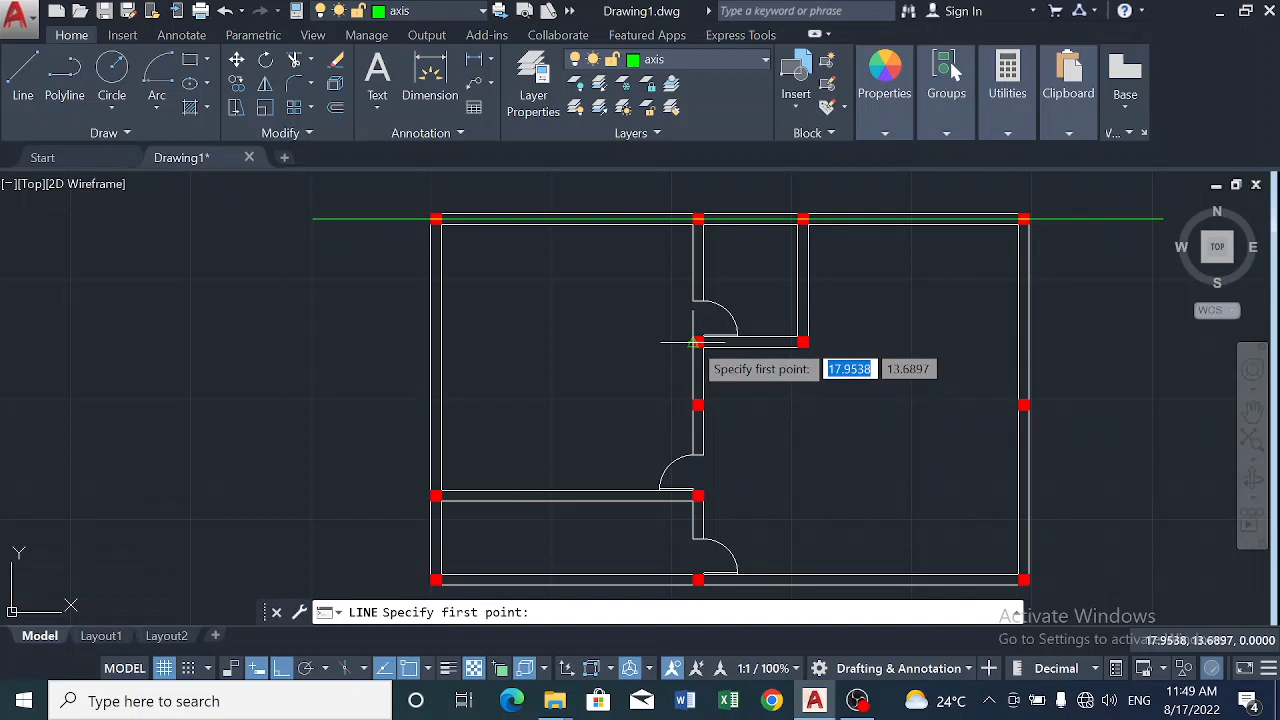 axis
Drawing1.dwg
Type a keyword or phrase
Sign In
Home Insert Annotate Parametric View Manage Output Add-ins Collaborate Featured Apps Express Tools
axis
Line Polyline Circle Arc
Text Dimension
Layer
Properties
Insert
Properties Groups Utilities Clipboard Base
Draw Modify Annotation Layers Block V...
Start Drawing1*
[−][Top][2D Wireframe]
N
W TOP E
S
WCS
Specify first point: 17.9538 13.6897
Y
X
LINE Specify first point:
Activate Windows
Go to Settings to activate Windows.
Model Layout1 Layout2
17.9538, 13.6897, 0.0000
MODEL 1:1 / 100% Drafting & Annotation Decimal
Type here to search
24°C
ENG
11:49 AM
8/17/2022